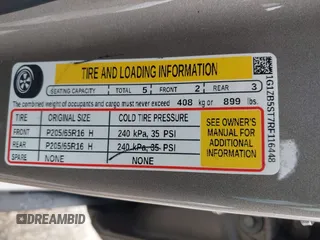 TIRE AND LOADING INFORMATION
SEATING CAPACITY TOTAL 5 FRONT 2 REAR 3
The combined weight of occupants and cargo must never exceed 408 kg or 899 lbs.
TIRE ORIGINAL SIZE COLD TIRE PRESSURE
FRONT P205/65R16 H 240 kPa, 35 PSI
REAR P205/65R16 H 240 kPa, 35 PSI
SPARE NONE NONE
SEE OWNER'S
MANUAL FOR
ADDITIONAL
INFORMATION
1G1ZB5ST7RF116448
DREAMBID